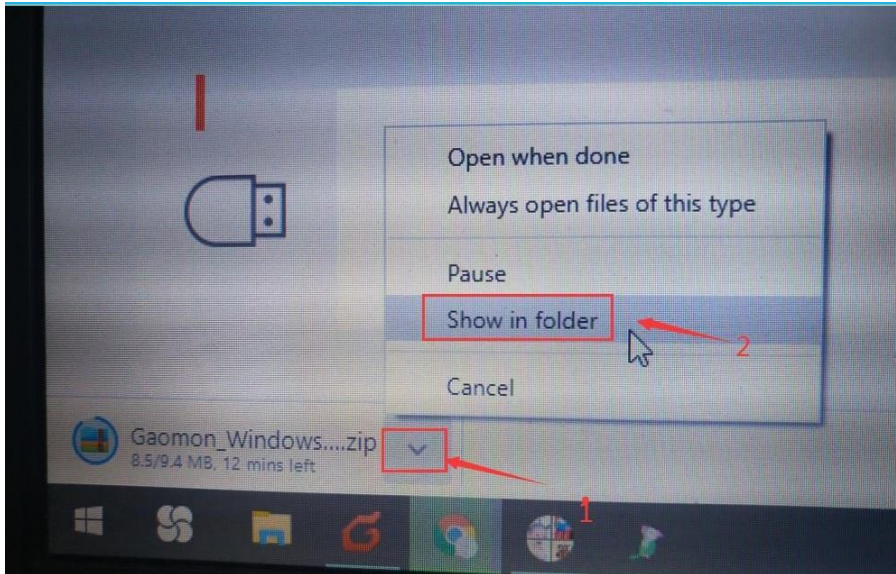 Open when done
Always open files of this type
Pause
Show in folder
2
Cancel
Gaomon_Windows....zip
8.5/9.4 MB, 12 mins left
1